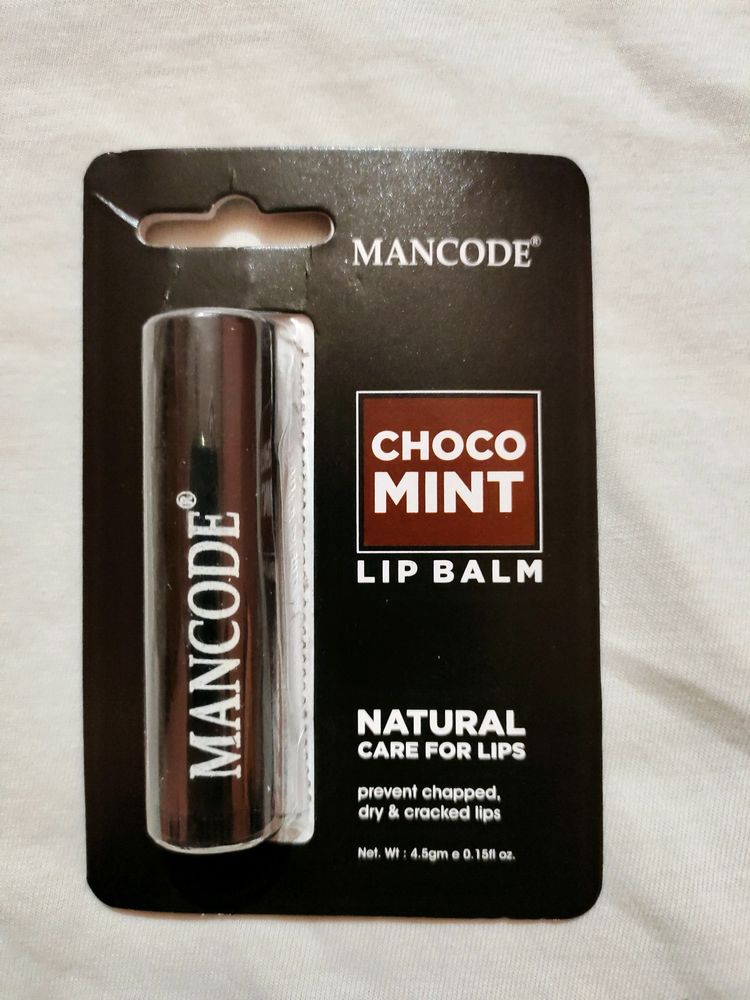 MANCODE®
CHOCO
MINT
LIP BALM
NATURAL
CARE FOR LIPS
prevent chapped,
dry & cracked lips
Net. Wt : 4.5gm e 0.15fl oz.
MANCODE®